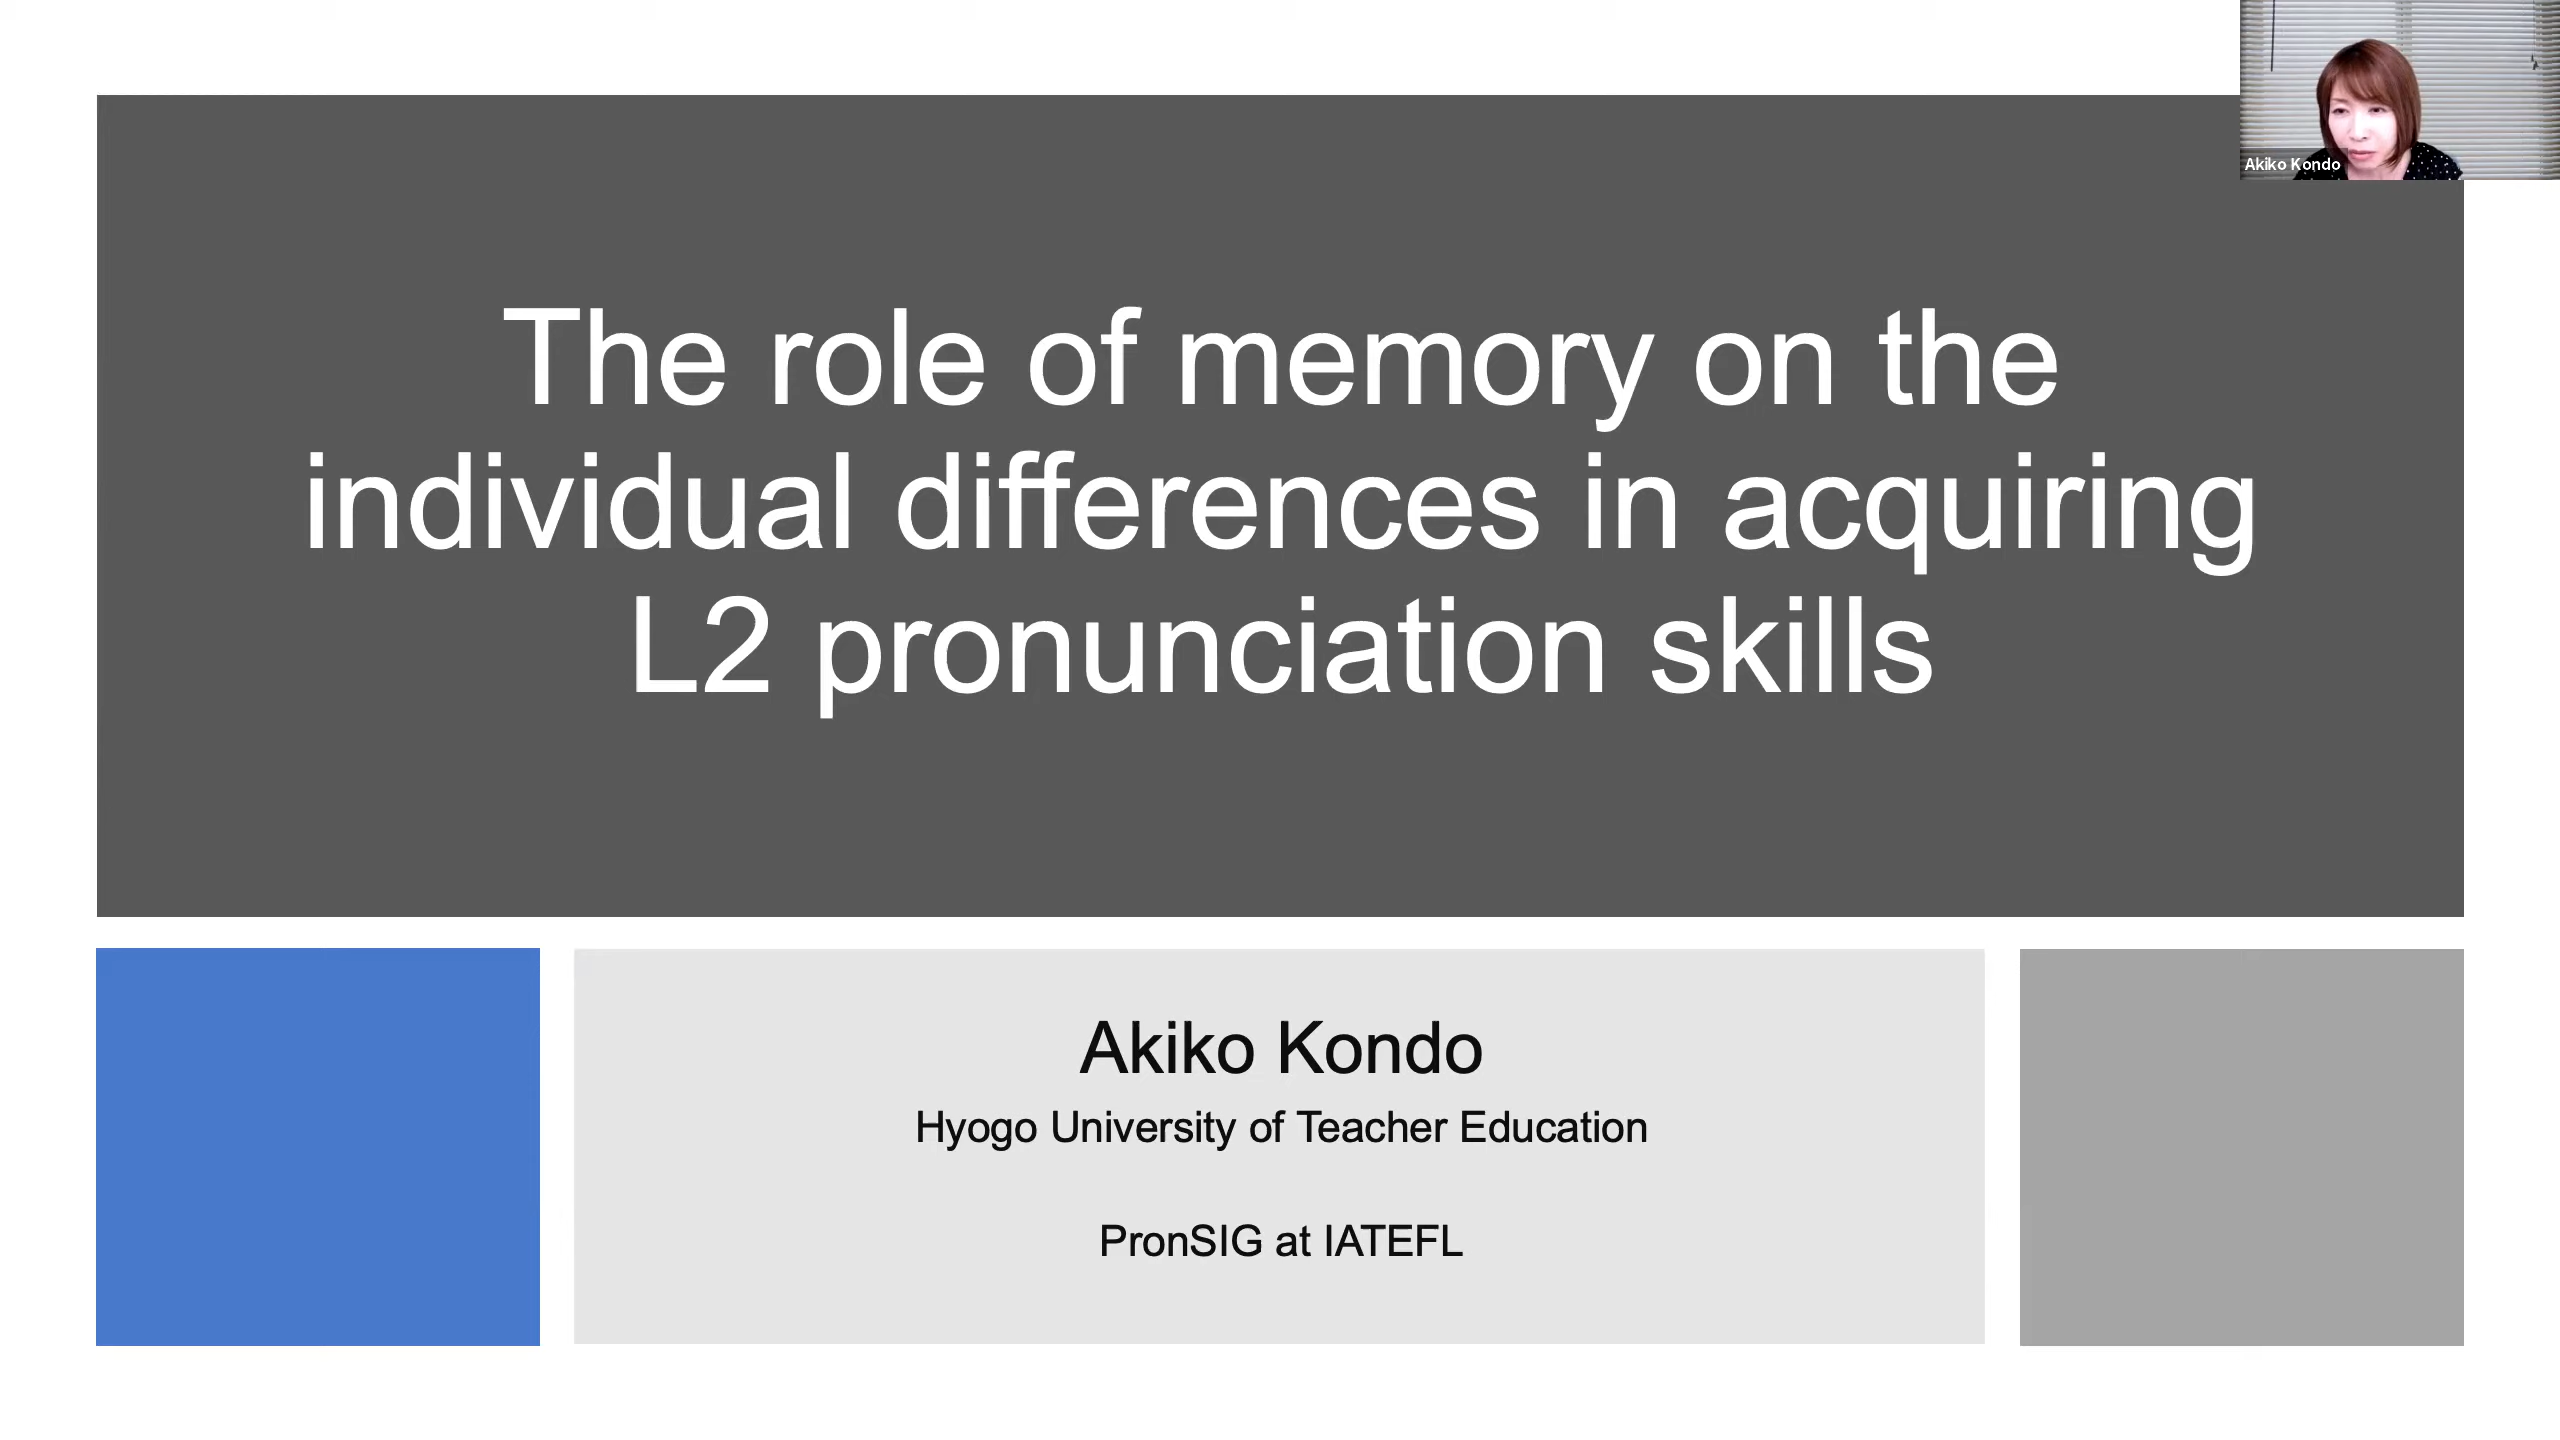 Akiko Kondo
The role of memory on the
individual differences in acquiring
L2 pronunciation skills
Akiko Kondo
Hyogo University of Teacher Education
PronSIG at IATEFL